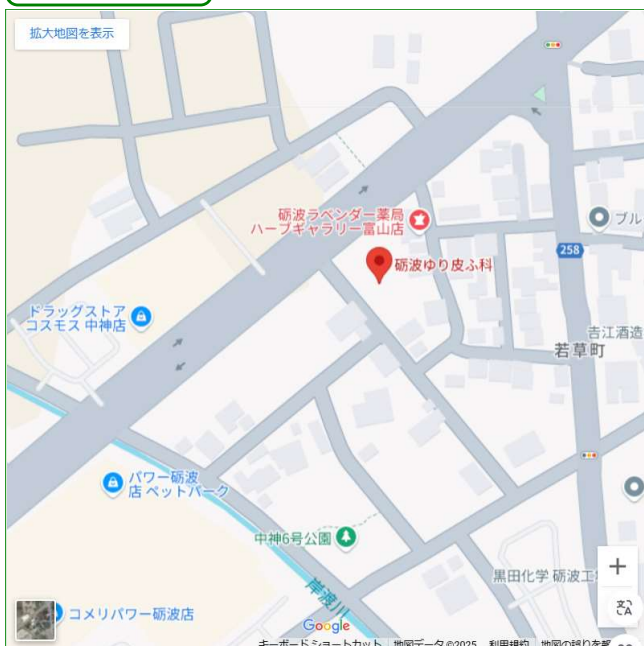 拡大地図を表示
砺波ラベンダー薬局
ハーブギャラリー富山店
砺波ゆり皮ふ科
ブル
258
ドラッグストア
コスモス 中神店
吉江酒造
若草町
パワー砺波
店 ペットパーク
中神6号公園
黒田化学 砺波工
岸渡川
コメリパワー砺波店
Google
キーボード ショートカット
地図データ ©2025
利用規約
地図の誤りを報